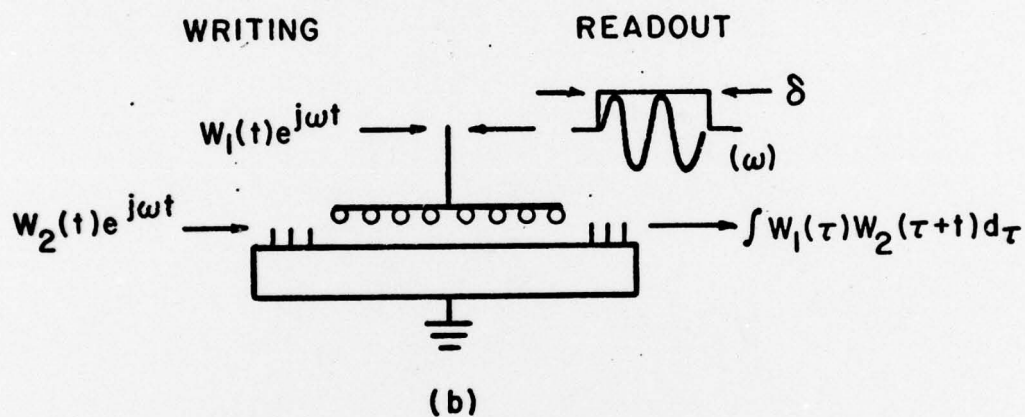 WRITING READOUT
δ
W₁(t)e^jωt
(ω)
W₂(t)e^jωt ∫W₁(τ)W₂(τ+t)dτ
(b)